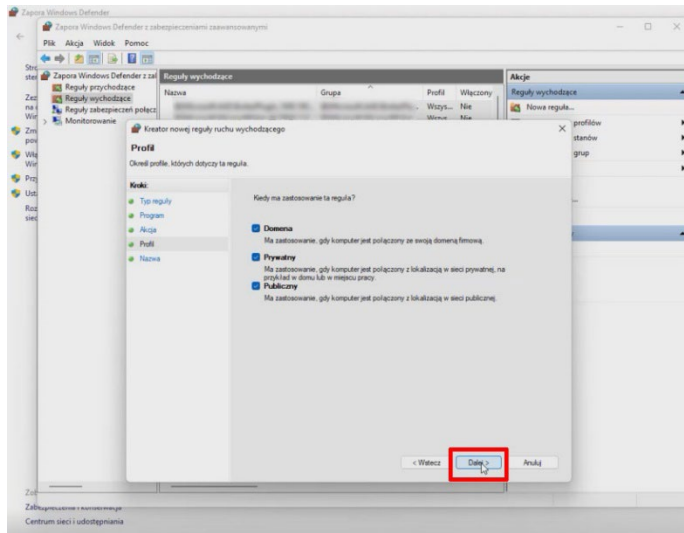 Zapora Windows Defender
Zapora Windows Defender z zabezpieczeniami zaawansowanymi
Plik Akcja Widok Pomoc
Zapora Windows Defender z zal
Reguły przychodzące
Reguły wychodzące
Reguły zabezpieczeń połącz
Monitorowanie
Reguły wychodzące
Nazwa Grupa Profil Włączony
Wszys... Nie
Wszys... Nie
Akcje
Reguły wychodzące
Nowa reguła...
profilów
stanów
grup
Kreator nowej reguły ruchu wychodzącego
Profil
Określ profile, których dotyczy ta reguła.
Kroki:
Typ reguły
Program
Akcja
Profil
Nazwa
Kiedy ma zastosowanie ta reguła?
Domena
Ma zastosowanie, gdy komputer jest połączony ze swoją domeną firmową.
Prywatny
Ma zastosowanie, gdy komputer jest połączony z lokalizacją w sieci prywatnej, na
przykład w domu lub w miejscu pracy.
Publiczny
Ma zastosowanie, gdy komputer jest połączony z lokalizacją w sieci publicznej.
< Wstecz Dalej > Anuluj
Zabezpieczenia i konserwacja
Centrum sieci i udostępniania